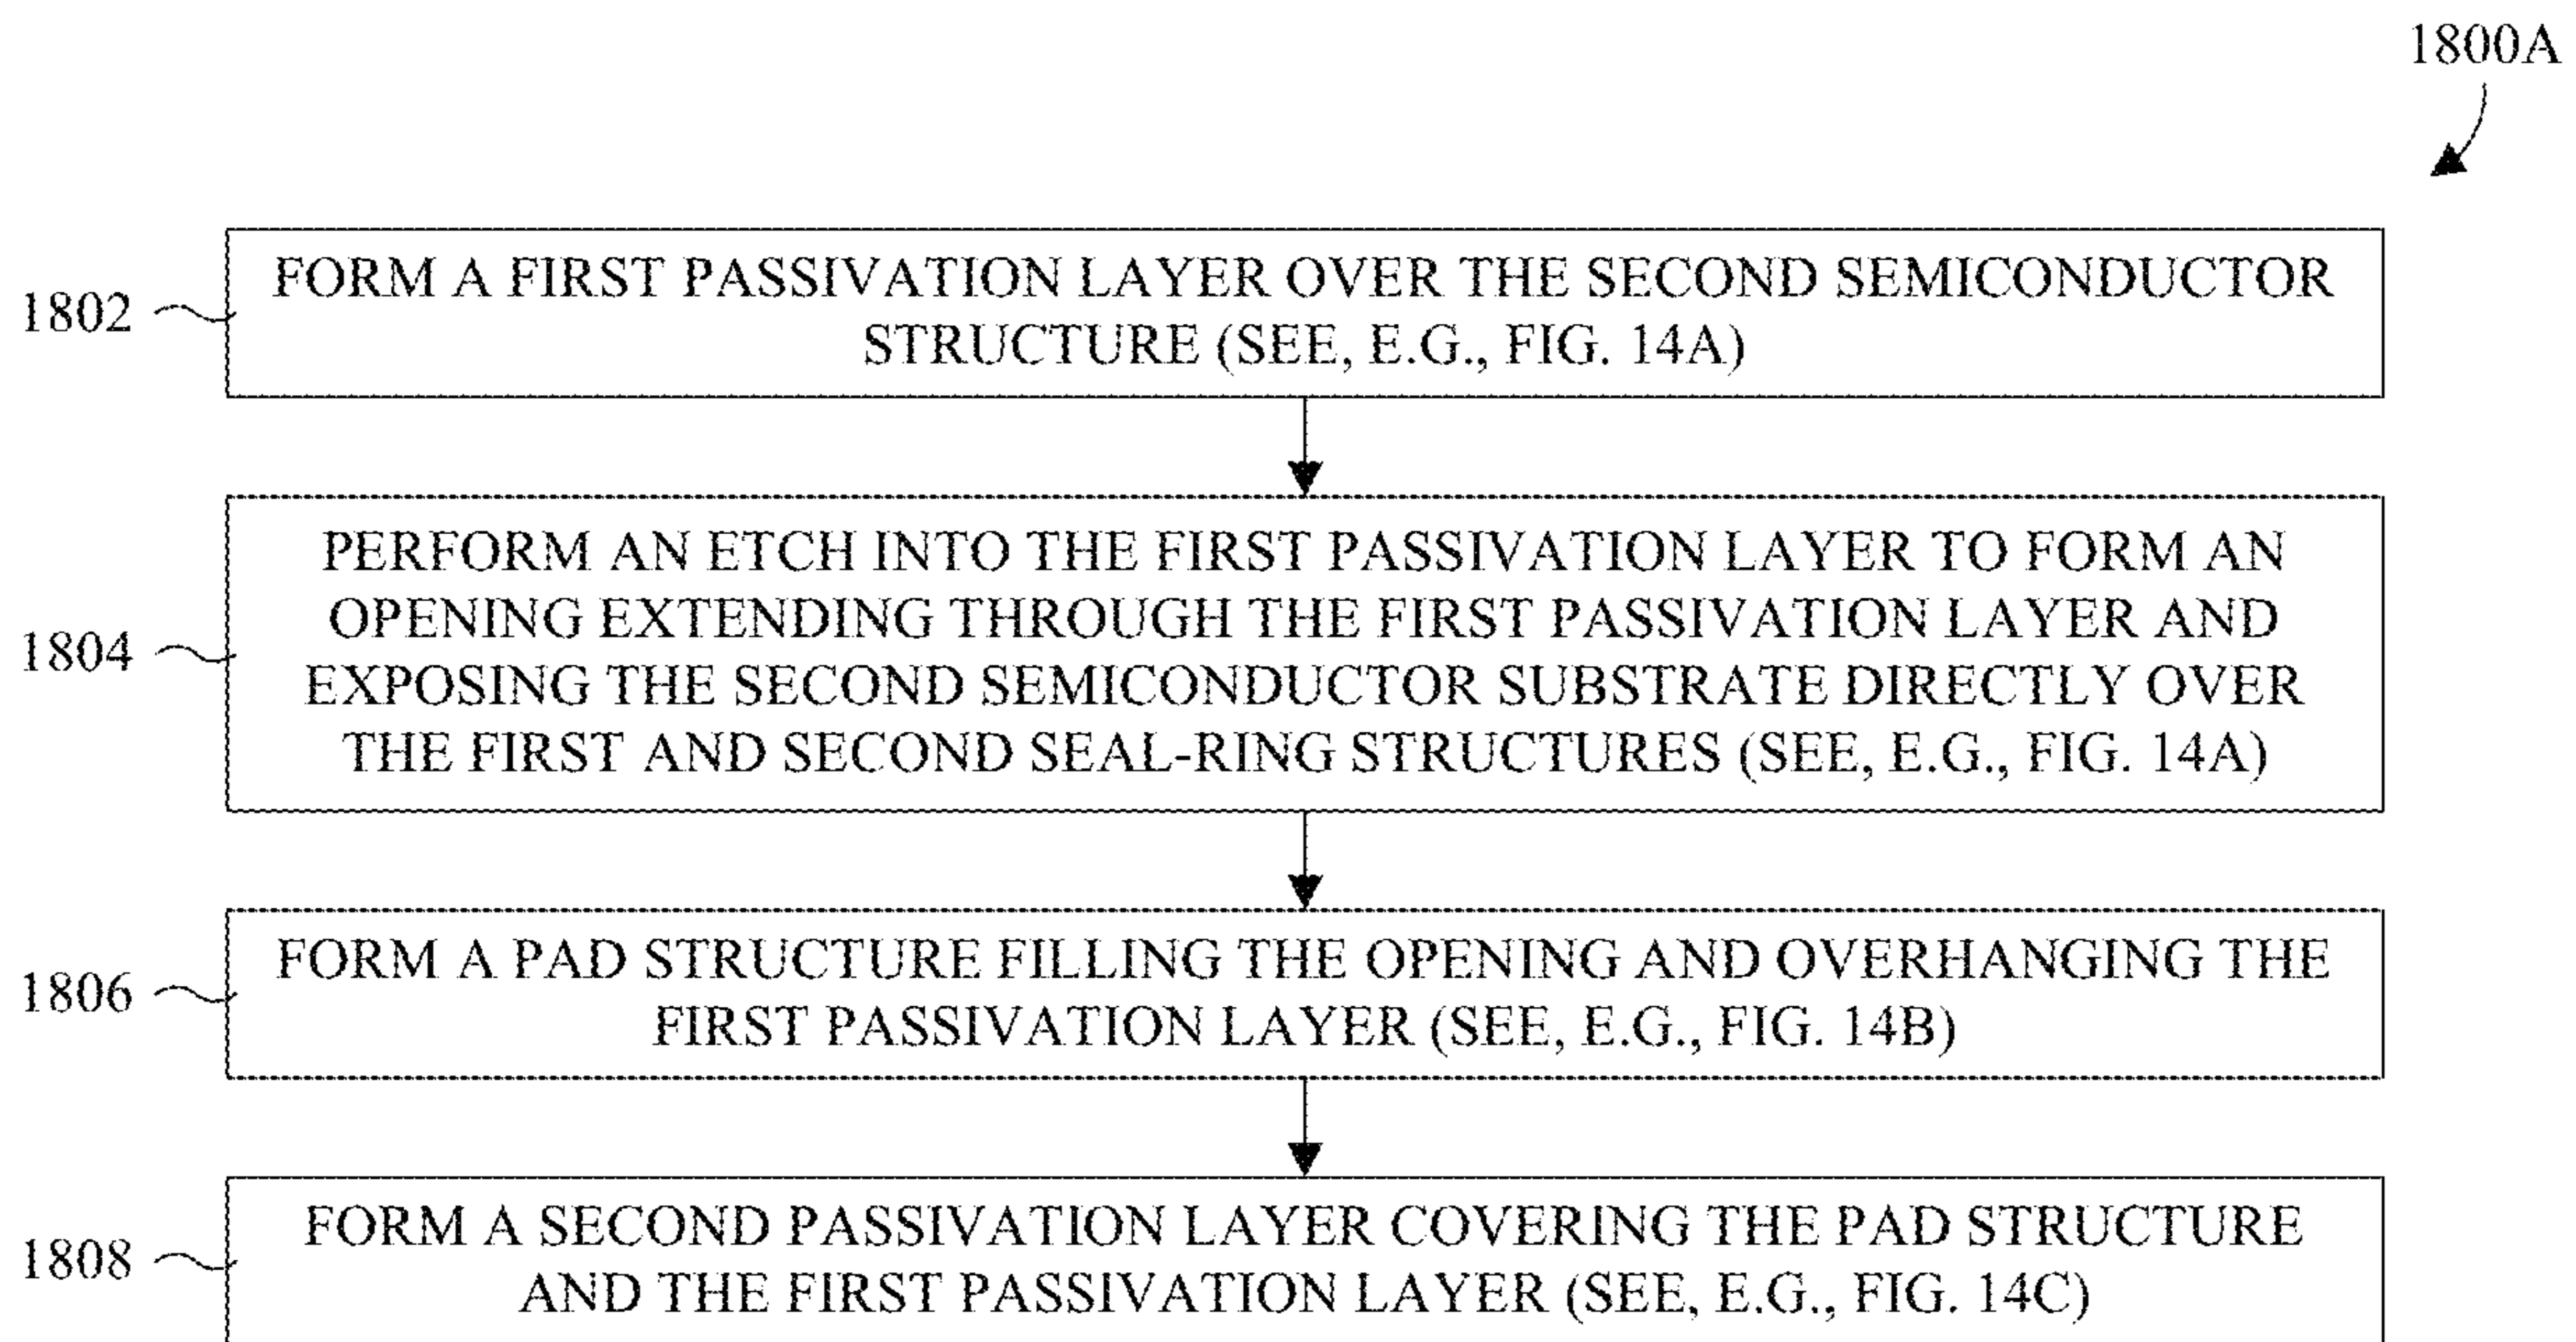 1800A
1802
FORM A FIRST PASSIVATION LAYER OVER THE SECOND SEMICONDUCTOR
STRUCTURE (SEE, E.G., FIG. 14A)
1804
PERFORM AN ETCH INTO THE FIRST PASSIVATION LAYER TO FORM AN
OPENING EXTENDING THROUGH THE FIRST PASSIVATION LAYER AND
EXPOSING THE SECOND SEMICONDUCTOR SUBSTRATE DIRECTLY OVER
THE FIRST AND SECOND SEAL-RING STRUCTURES (SEE, E.G., FIG. 14A)
1806
FORM A PAD STRUCTURE FILLING THE OPENING AND OVERHANGING THE
FIRST PASSIVATION LAYER (SEE, E.G., FIG. 14B)
1808
FORM A SECOND PASSIVATION LAYER COVERING THE PAD STRUCTURE
AND THE FIRST PASSIVATION LAYER (SEE, E.G., FIG. 14C)